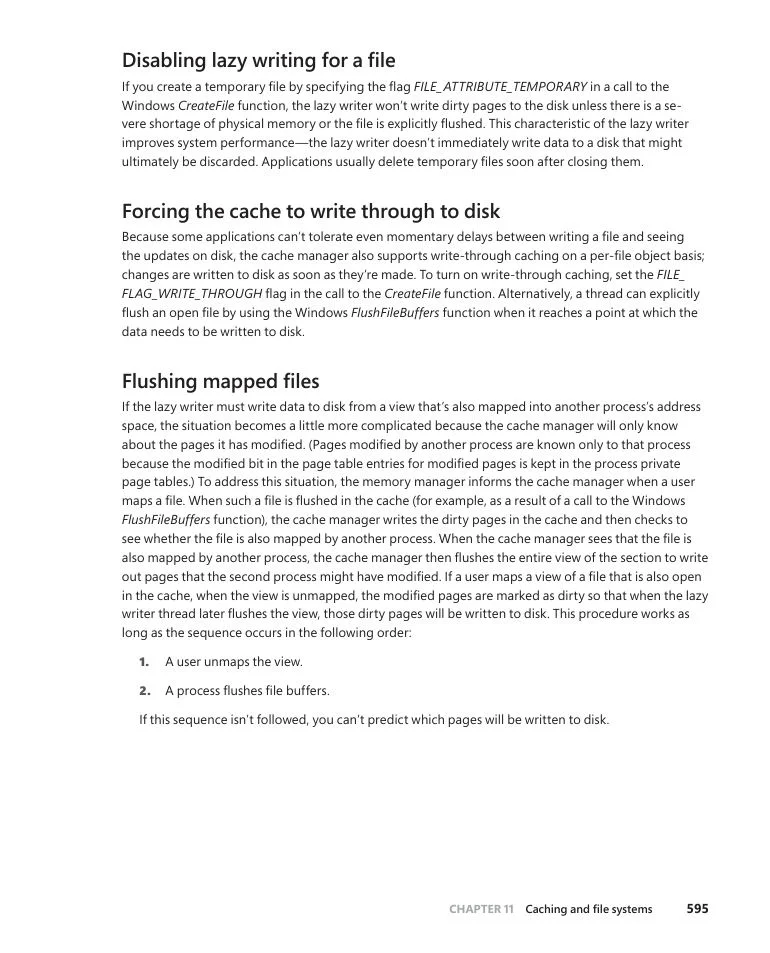 Disabling lazy writing for a file
If you create a temporary file by specifying the flag FILE_ATTRIBUTE_TEMPORARY in a call to the
Windows CreateFile function, the lazy writer won't write dirty pages to the disk unless there is a se-
vere shortage of physical memory or the file is explicitly flushed. This characteristic of the lazy writer
improves system performance—the lazy writer doesn't immediately write data to a disk that might
ultimately be discarded. Applications usually delete temporary files soon after closing them.
Forcing the cache to write through to disk
Because some applications can't tolerate even momentary delays between writing a file and seeing
the updates on disk, the cache manager also supports write-through caching on a per-file object basis;
changes are written to disk as soon as they're made. To turn on write-through caching, set the FILE_
FLAG_WRITE_THROUGH flag in the call to the CreateFile function. Alternatively, a thread can explicitly
flush an open file by using the Windows FlushFileBuffers function when it reaches a point at which the
data needs to be written to disk.
Flushing mapped files
If the lazy writer must write data to disk from a view that's also mapped into another process's address
space, the situation becomes a little more complicated because the cache manager will only know
about the pages it has modified. (Pages modified by another process are known only to that process
because the modified bit in the page table entries for modified pages is kept in the process private
page tables.) To address this situation, the memory manager informs the cache manager when a user
maps a file. When such a file is flushed in the cache (for example, as a result of a call to the Windows
FlushFileBuffers function), the cache manager writes the dirty pages in the cache and then checks to
see whether the file is also mapped by another process. When the cache manager sees that the file is
also mapped by another process, the cache manager then flushes the entire view of the section to write
out pages that the second process might have modified. If a user maps a view of a file that is also open
in the cache, when the view is unmapped, the modified pages are marked as dirty so that when the lazy
writer thread later flushes the view, those dirty pages will be written to disk. This procedure works as
long as the sequence occurs in the following order:
1. A user unmaps the view.
2. A process flushes file buffers.
If this sequence isn't followed, you can't predict which pages will be written to disk.
CHAPTER 11 Caching and file systems 595